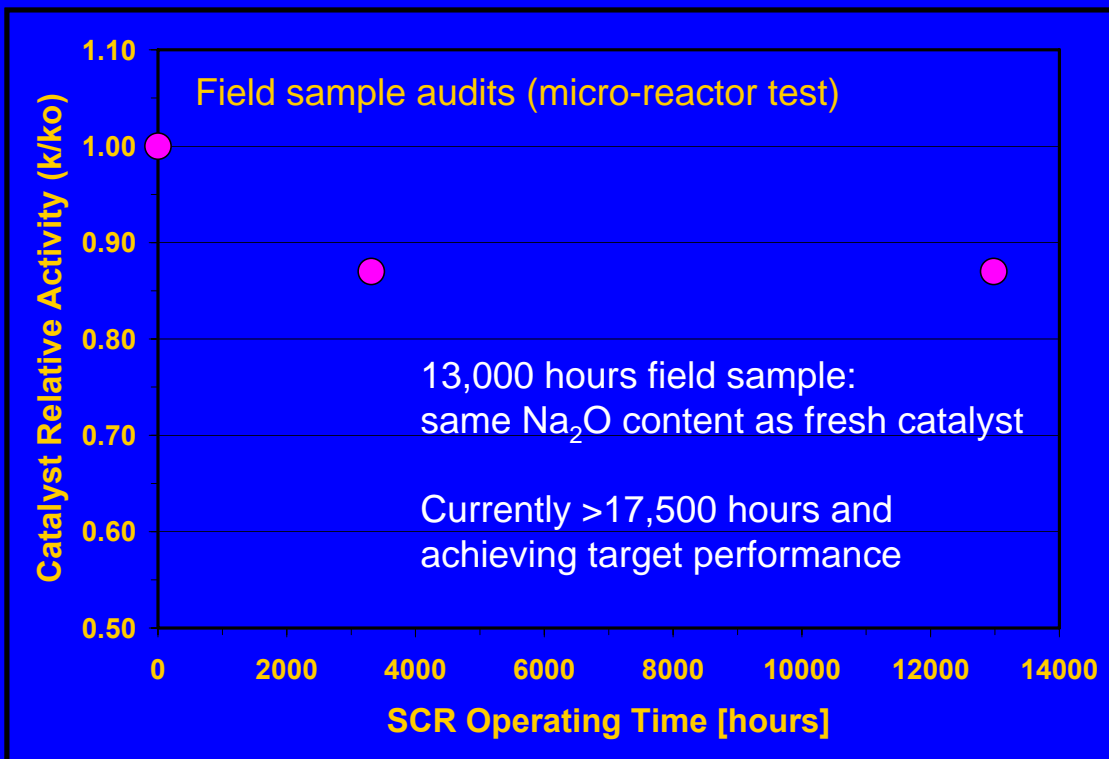 Field sample audits (micro-reactor test)
Catalyst Relative Activity (k/ko)
1.10
1.00
0.90
0.80
0.70
0.60
0.50
13,000 hours field sample:
same Na₂O content as fresh catalyst
Currently >17,500 hours and
achieving target performance
0 2000 4000 6000 8000 10000 12000 14000
SCR Operating Time [hours]